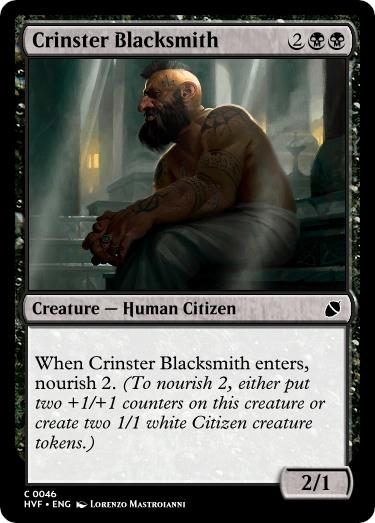 Crinster Blacksmith 2
Creature — Human Citizen
When Crinster Blacksmith enters,
nourish 2. (To nourish 2, either put
two +1/+1 counters on this creature or
create two 1/1 white Citizen creature
tokens.)
2/1
C 0046
HVF • ENG Lorenzo Mastroianni